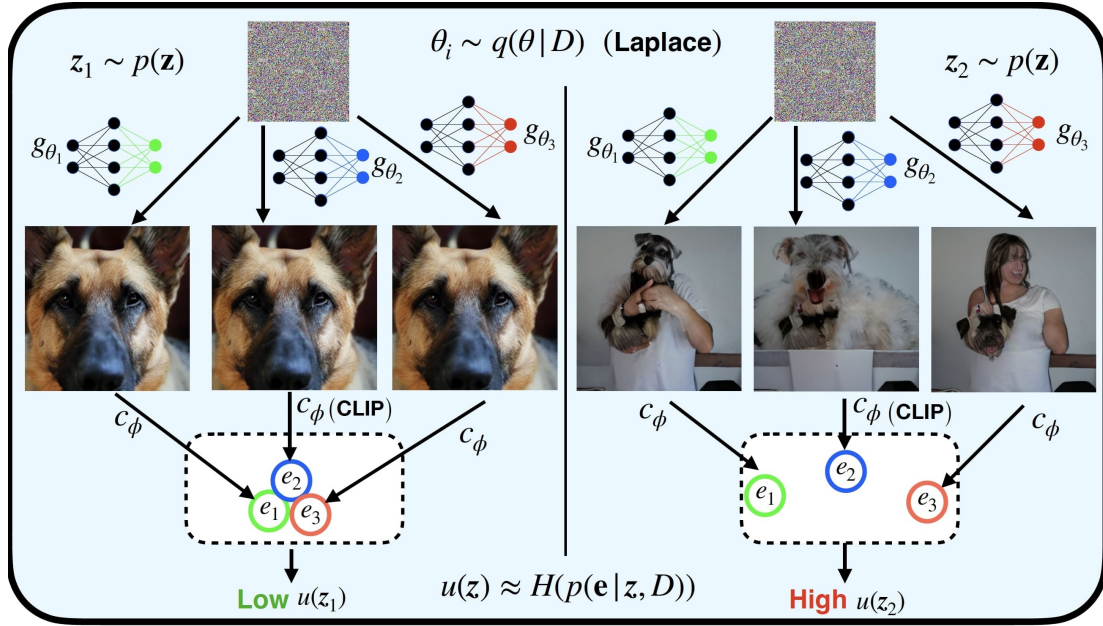 z₁ ∼ p(z)
θᵢ ∼ q(θ | D) (Laplace)
z₂ ∼ p(z)
g_θ₁
g_θ₂
g_θ₃
g_θ₁
g_θ₂
g_θ₃
c_ϕ
c_ϕ (CLIP)
c_ϕ
c_ϕ
c_ϕ (CLIP)
c_ϕ
e₁
e₂
e₃
e₁
e₂
e₃
Low u(z₁)
u(z) ≈ H(p(e | z, D))
High u(z₂)